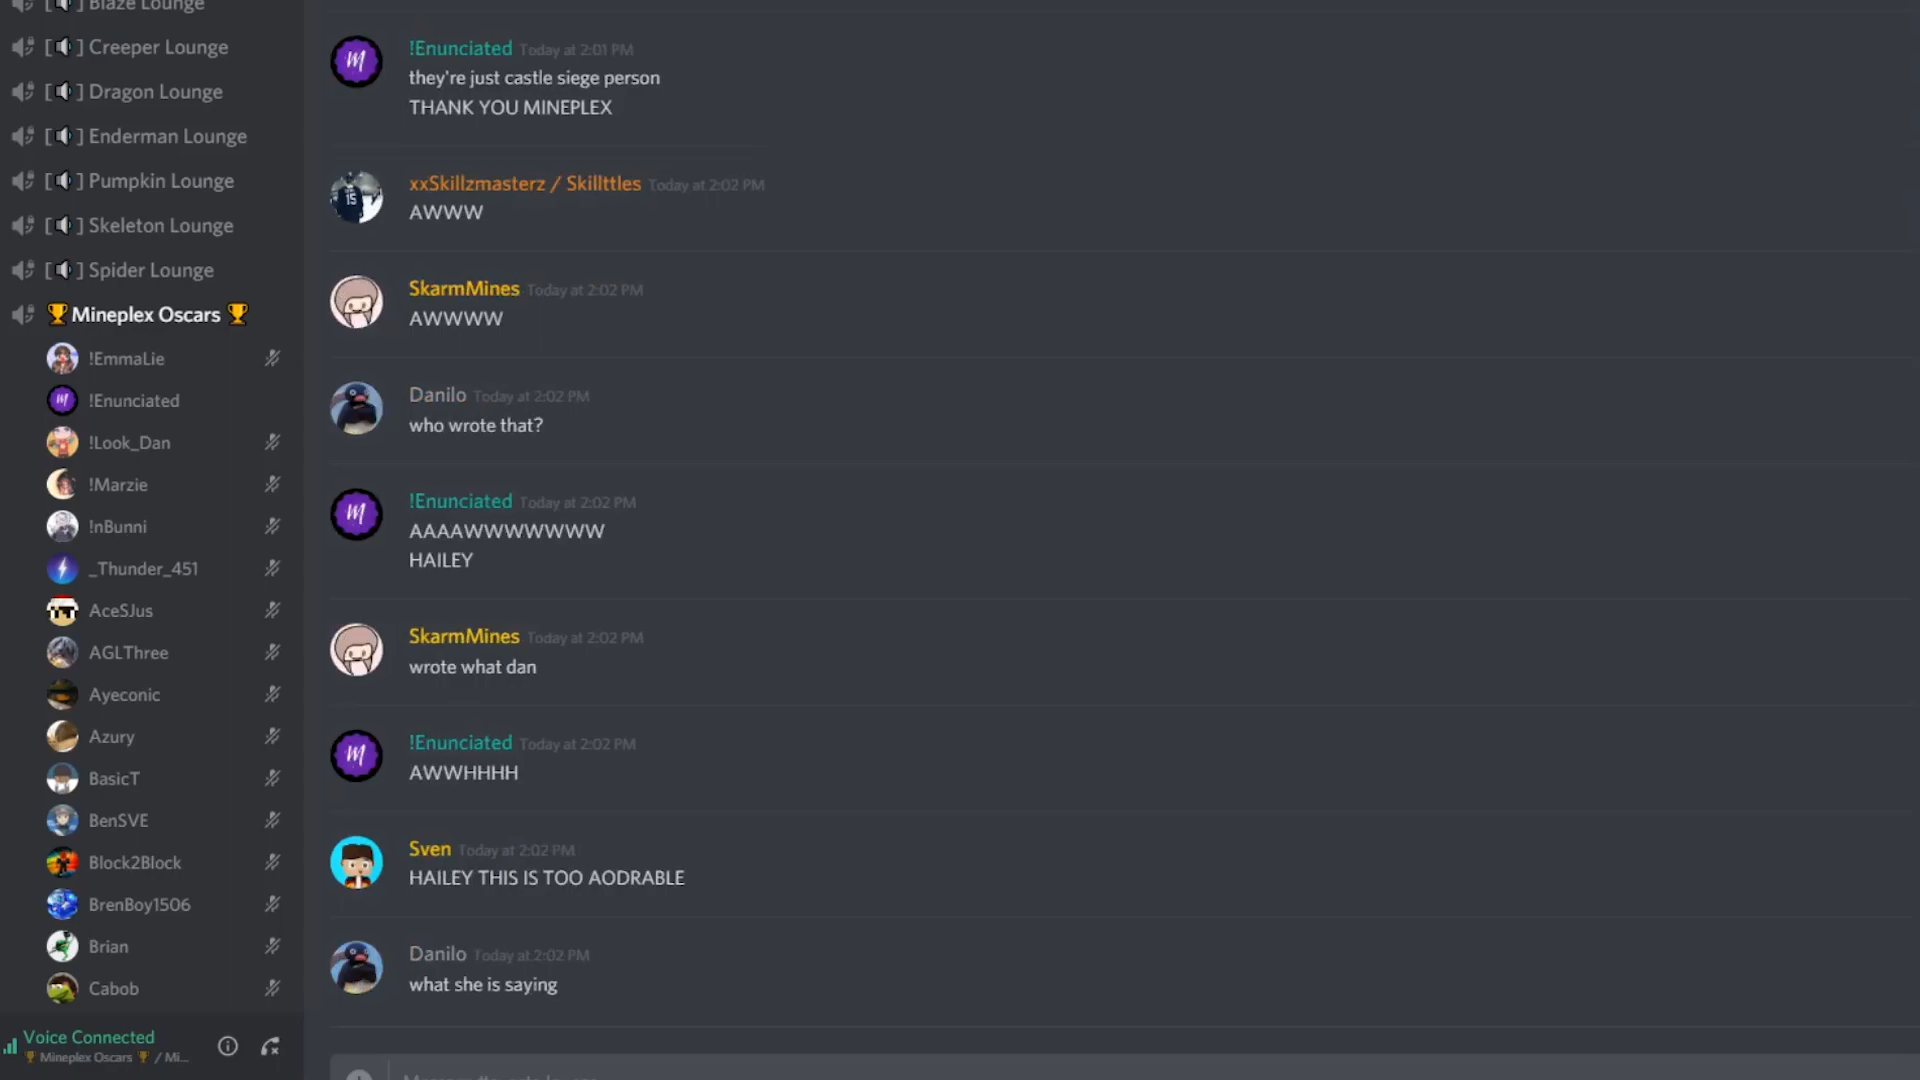 Blaze Lounge
[🔊] Creeper Lounge
[🔊] Dragon Lounge
[🔊] Enderman Lounge
[🔊] Pumpkin Lounge
[🔊] Skeleton Lounge
[🔊] Spider Lounge
🏆 Mineplex Oscars 🏆
!EmmaLie
!Enunciated
!Look_Dan
!Marzie
!nBunni
_Thunder_451
AceSJus
AGLThree
Ayeconic
Azury
BasicT
BenSVE
Block2Block
BrenBoy1506
Brian
Cabob
Voice Connected
🏆 Mineplex Oscars 🏆 / Mi...
!Enunciated Today at 2:01 PM
they're just castle siege person
THANK YOU MINEPLEX
xxSkillzmasterz / Skillttles Today at 2:02 PM
AWWW
SkarmMines Today at 2:02 PM
AWWWW
Danilo Today at 2:02 PM
who wrote that?
!Enunciated Today at 2:02 PM
AAAAWWWWWWW
HAILEY
SkarmMines Today at 2:02 PM
wrote what dan
!Enunciated Today at 2:02 PM
AWWHHHH
Sven Today at 2:02 PM
HAILEY THIS IS TOO AODRABLE
Danilo Today at 2:02 PM
what she is saying